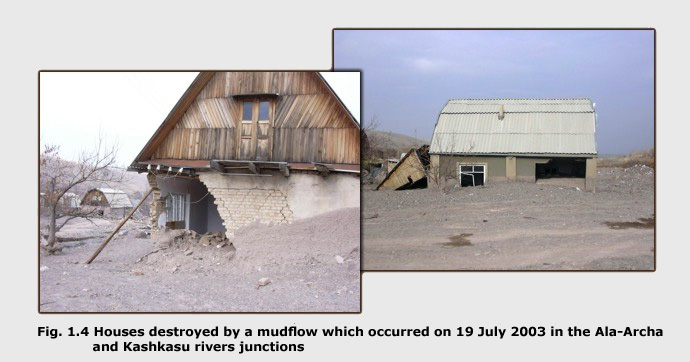 Fig. 1.4 Houses destroyed by a mudflow which occurred on 19 July 2003 in the Ala-Archa
and Kashkasu rivers junctions